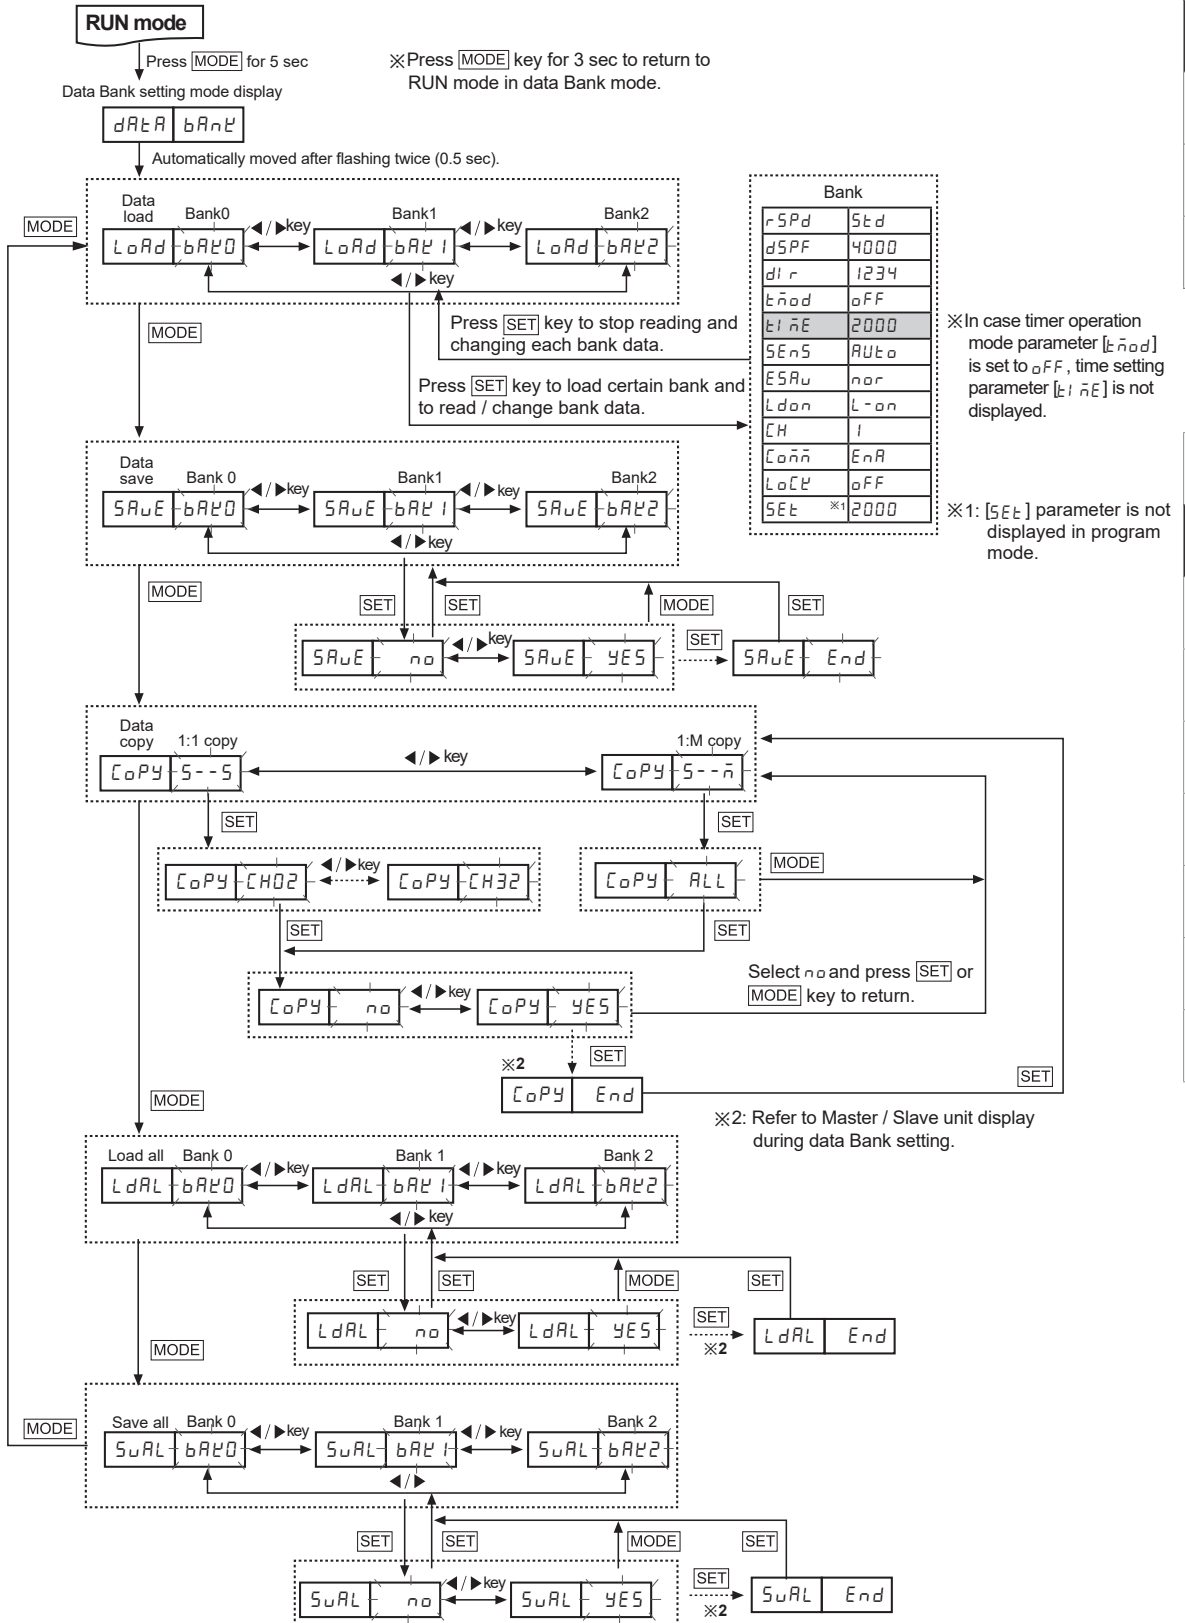 RUN mode
Press MODE for 5 sec
※Press MODE key for 3 sec to return to
RUN mode in data Bank mode.
Data Bank setting mode display
dAtA bAnK
Automatically moved after flashing twice (0.5 sec).
MODE
Data
load
Bank0
◀/▶key
Bank1
◀/▶key
Bank2
LoAd bAK0
LoAd bAK1
LoAd bAK2
◀/▶key
Bank
rSPd Std
dSPF 4000
dIr 1234
tmod oFF
tImE 2000
SEnS AUto
ESAv nor
Ldon L-on
CH 1
Comm EnA
LoCK oFF
SEt ※1 2000
※In case timer operation
mode parameter [tmod]
is set to oFF, time setting
parameter [tImE] is not
displayed.
※1: [SEt] parameter is not
displayed in program
mode.
MODE
Press SET key to stop reading and
changing each bank data.
Press SET key to load certain bank and
to read / change bank data.
Data
save
Bank 0
◀/▶key
Bank1
◀/▶key
Bank2
SAvE bAK0
SAvE bAK1
SAvE bAK2
◀/▶key
MODE
SET
SET
MODE
SET
SAvE no
◀/▶key
SAvE YES
SET
SAvE End
Data
copy
1:1 copy
◀/▶key
1:M copy
CoPY S--S
CoPY S--m
SET
SET
CoPY CH02
◀/▶key
CoPY CH32
CoPY ALL
MODE
SET
SET
CoPY no
◀/▶key
CoPY YES
Select no and press SET or
MODE key to return.
※2
SET
CoPY End
SET
MODE
※2: Refer to Master / Slave unit display
during data Bank setting.
Load all
Bank 0
◀/▶key
Bank 1
◀/▶key
Bank 2
LdAL bAK0
LdAL bAK1
LdAL bAK2
◀/▶key
SET
SET
MODE
SET
LdAL no
◀/▶key
LdAL YES
SET
※2
LdAL End
MODE
MODE
Save all
Bank 0
◀/▶key
Bank 1
◀/▶key
Bank 2
SvAL bAK0
SvAL bAK1
SvAL bAK2
◀/▶
SET
SET
MODE
SET
SvAL no
◀/▶key
SvAL YES
SET
※2
SvAL End